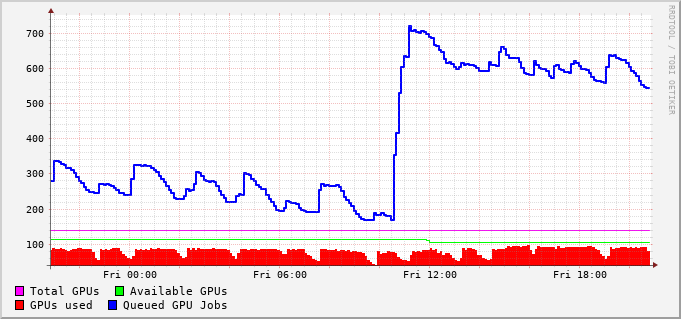 RRDTOOL / TOBI OETIKER
700
600
500
400
300
200
100
Fri 00:00 Fri 06:00 Fri 12:00 Fri 18:00
Total GPUs Available GPUs
GPUs used Queued GPU Jobs